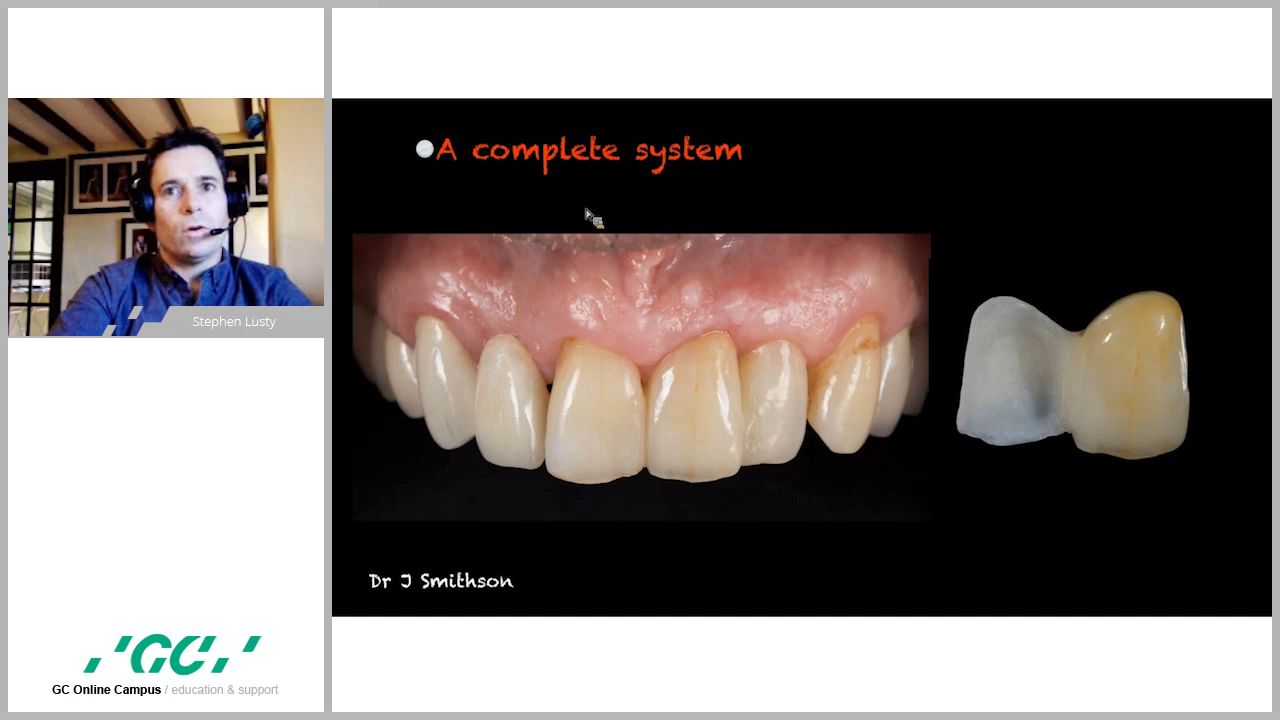 A complete system
Stephen Lusty
Dr J Smithson
GC
GC Online Campus / education & support